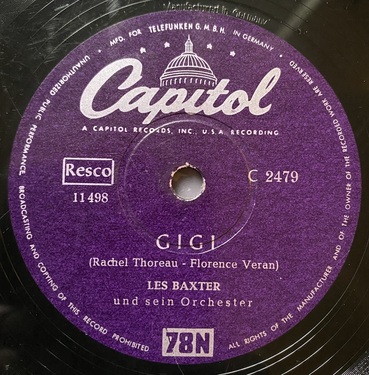 Manufactured in Germany
MFD. FOR TELEFUNKEN G.M.B.H. IN GERMANY
Capitol
A CAPITOL RECORDS, INC., U.S.A. RECORDING
Resco
11498
C 2479
GIGI
(Rachel Thoreau - Florence Veran)
LES BAXTER
und sein Orchester
78N
UNAUTHORIZED PUBLIC PERFORMANCE, BROADCASTING AND COPYING OF THIS RECORD PROHIBITED
ALL RIGHTS OF THE MANUFACTURER AND OF THE OWNER OF THE RECORDED WORK ARE RESERVED